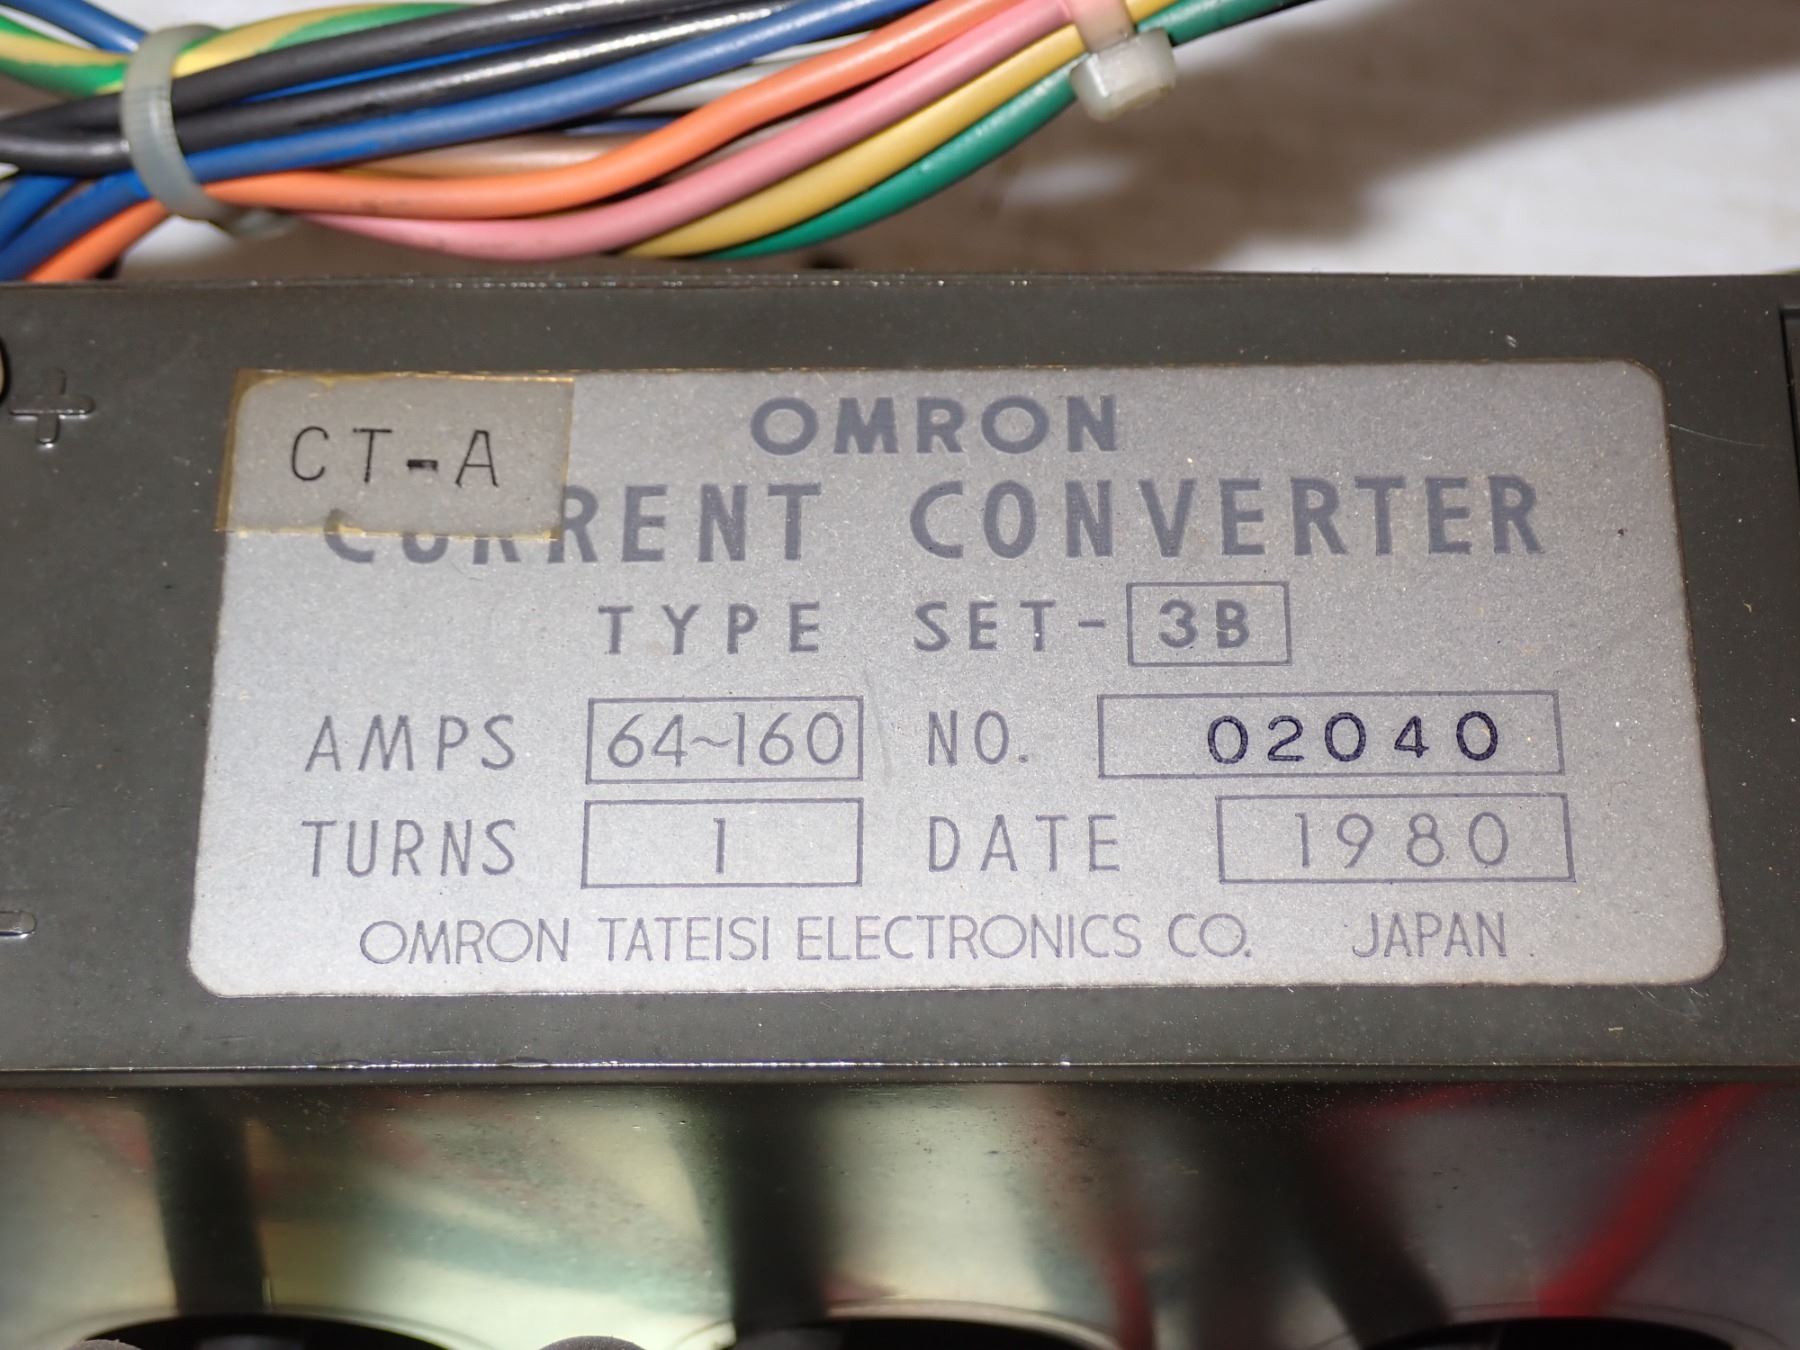 CT-A
OMRON
CURRENT CONVERTER
TYPE SET-3B
AMPS 64~160 NO. 02040
TURNS 1 DATE 1980
OMRON TATEISI ELECTRONICS CO. JAPAN
+
-